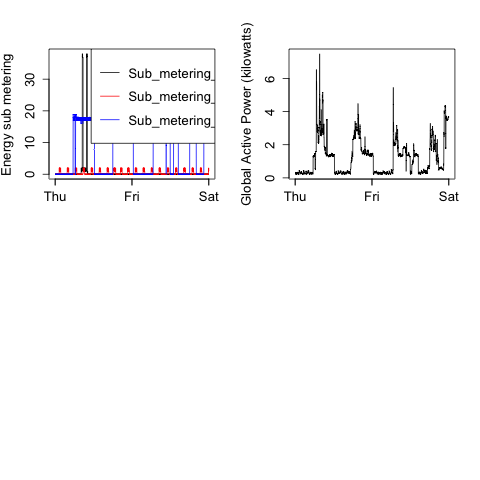 Energy sub metering
0
10
20
30
Thu
Fri
Sat
Sub_metering_
Sub_metering_
Sub_metering_
Global Active Power (kilowatts)
0
2
4
6
Thu
Fri
Sat